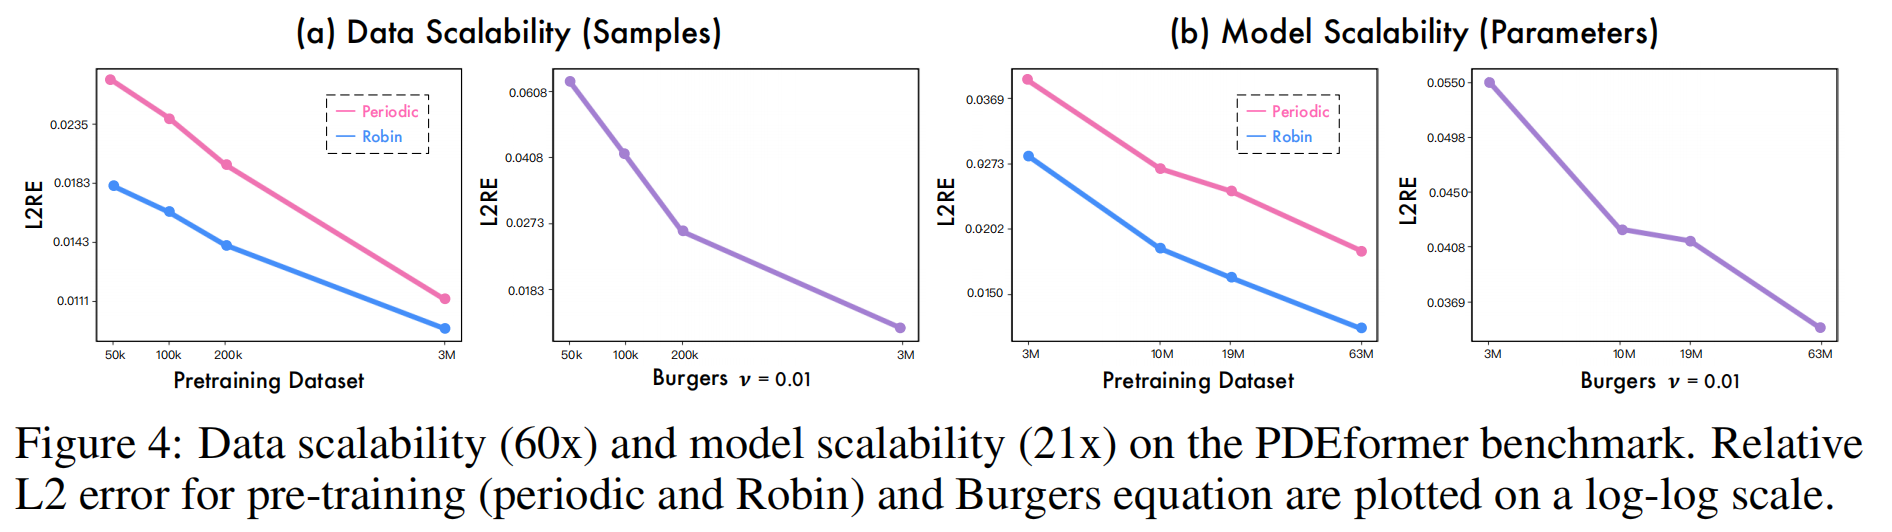 (a) Data Scalability (Samples)
L2RE
0.0235
0.0183
0.0143
0.0111
Periodic
Robin
50k 100k 200k 3M
Pretraining Dataset
L2RE
0.0608
0.0408
0.0273
0.0183
50k 100k 200k 3M
Burgers ν = 0.01
(b) Model Scalability (Parameters)
L2RE
0.0369
0.0273
0.0202
0.0150
Periodic
Robin
3M 10M 19M 63M
Pretraining Dataset
L2RE
0.0550
0.0498
0.0450
0.0408
0.0369
3M 10M 19M 63M
Burgers ν = 0.01
Figure 4: Data scalability (60x) and model scalability (21x) on the PDEformer benchmark. Relative
L2 error for pre-training (periodic and Robin) and Burgers equation are plotted on a log-log scale.